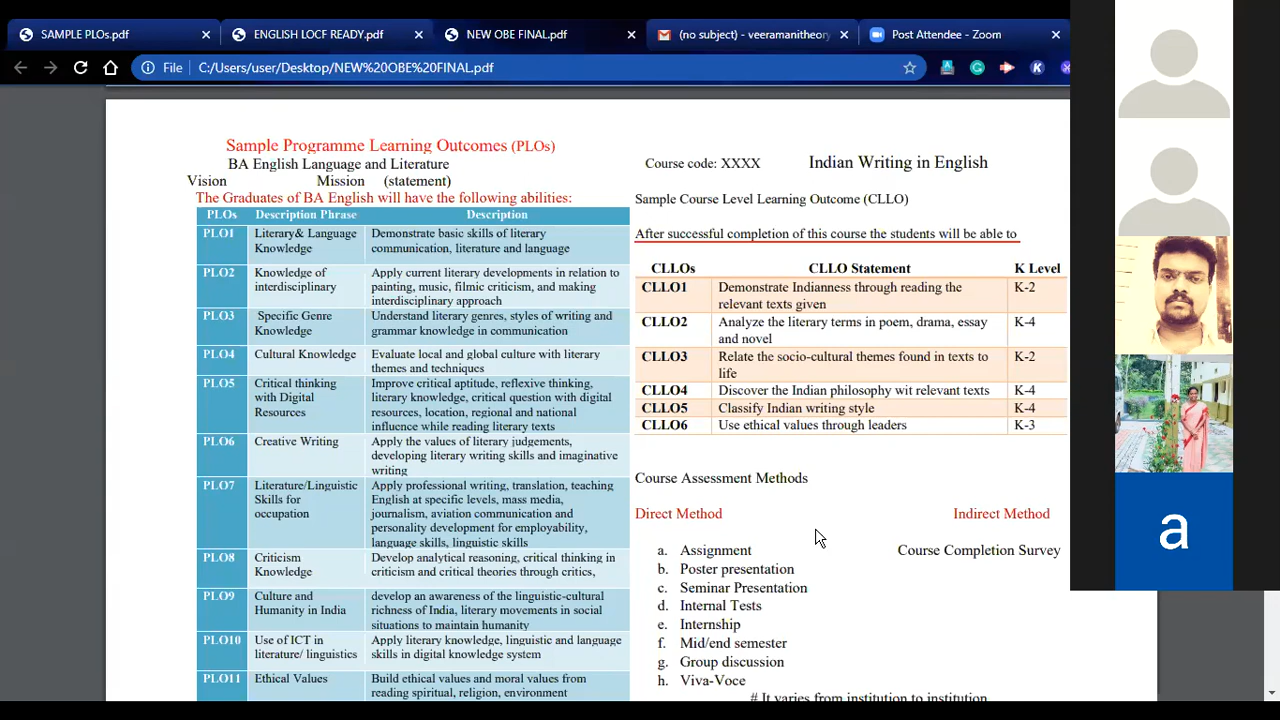 SAMPLE PLOs.pdf
ENGLISH LOCF READY.pdf
NEW OBE FINAL.pdf
(no subject) - veeramanitheory
Post Attendee - Zoom
File C:/Users/user/Desktop/NEW%20OBE%20FINAL.pdf
Sample Programme Learning Outcomes (PLOs)
BA English Language and Literature
Vision Mission (statement)
The Graduates of BA English will have the following abilities:
PLOs Description Phrase Description
PLO1 Literary& Language Demonstrate basic skills of literary
Knowledge communication, literature and language
PLO2 Knowledge of Apply current literary developments in relation to
interdisciplinary painting, music, filmic criticism, and making
interdisciplinary approach
PLO3 Specific Genre Understand literary genres, styles of writing and
Knowledge grammar knowledge in communication
PLO4 Cultural Knowledge Evaluate local and global culture with literary
themes and techniques
PLO5 Critical thinking Improve critical aptitude, reflexive thinking,
with Digital literary knowledge, critical question with digital
Resources resources, location, regional and national
influence while reading literary texts
PLO6 Creative Writing Apply the values of literary judgements,
developing literary writing skills and imaginative
writing
PLO7 Literature/Linguistic Apply professional writing, translation, teaching
Skills for English at specific levels, mass media,
occupation journalism, aviation communication and
personality development for employability,
language skills, linguistic skills
PLO8 Criticism Develop analytical reasoning, critical thinking in
Knowledge criticism and critical theories through critics,
PLO9 Culture and develop an awareness of the linguistic-cultural
Humanity in India richness of India, literary movements in social
situations to maintain humanity
PLO10 Use of ICT in Apply literary knowledge, linguistic and language
literature/ linguistics skills in digital knowledge system
PLO11 Ethical Values Build ethical values and moral values from
reading spiritual, religion, environment
Course code: XXXX Indian Writing in English
Sample Course Level Learning Outcome (CLLO)
After successful completion of this course the students will be able to
CLLOs CLLO Statement K Level
CLLO1 Demonstrate Indianness through reading the K-2
relevant texts given
CLLO2 Analyze the literary terms in poem, drama, essay K-4
and novel
CLLO3 Relate the socio-cultural themes found in texts to K-2
life
CLLO4 Discover the Indian philosophy wit relevant texts K-4
CLLO5 Classify Indian writing style K-4
CLLO6 Use ethical values through leaders K-3
Course Assessment Methods
Direct Method Indirect Method
a. Assignment Course Completion Survey
b. Poster presentation
c. Seminar Presentation
d. Internal Tests
e. Internship
f. Mid/end semester
g. Group discussion
h. Viva-Voce
# It varies from institution to institution
a